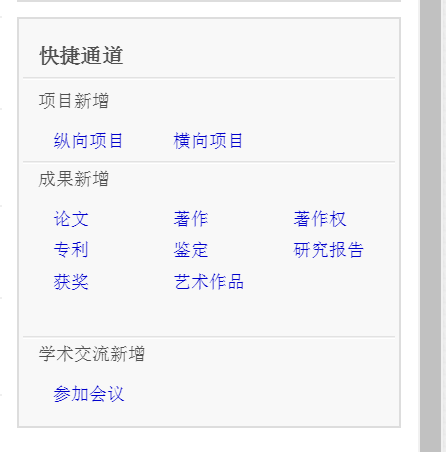 快捷通道
项目新增
纵向项目 横向项目
成果新增
论文 著作 著作权
专利 鉴定 研究报告
获奖 艺术作品
学术交流新增
参加会议